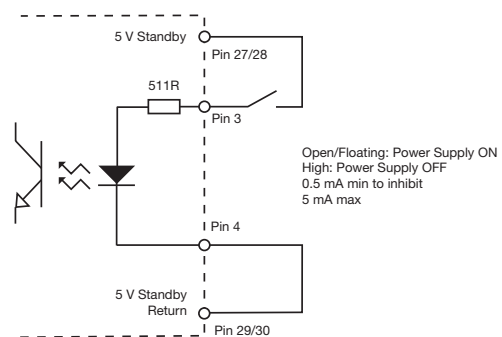 5 V Standby
Pin 27/28
511R
Pin 3
Open/Floating: Power Supply ON
High: Power Supply OFF
0.5 mA min to inhibit
5 mA max
Pin 4
5 V Standby
Return
Pin 29/30